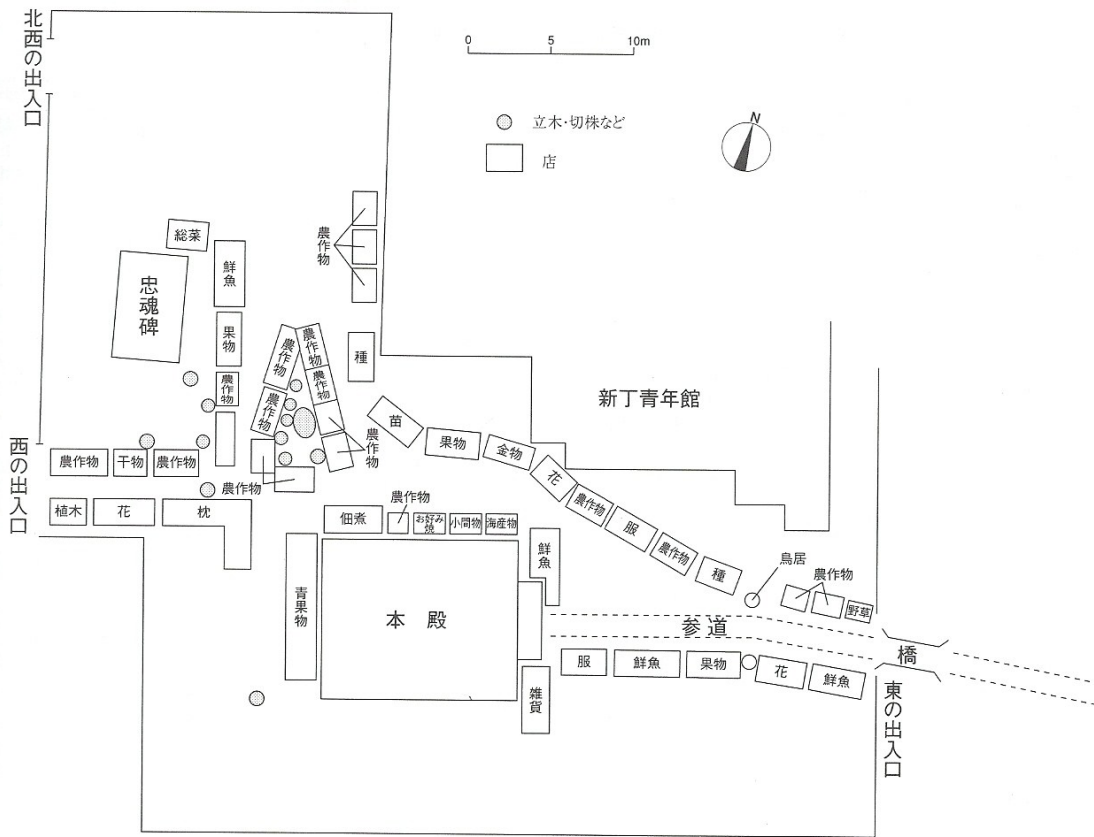 北西の出入口
0 5 10m
立木・切株など
店
N
農作物
総菜
鮮魚
忠魂碑
果物
農作物
農作物
農作物
農作物
農作物
種
農作物
苗
果物
金物
花
農作物
服
農作物
種
新丁青年館
西の出入口
農作物
干物
農作物
農作物
植木
花
枕
佃煮
農作物
お好み焼
小間物
海産物
鮮魚
青果物
本殿
鳥居
農作物
野草
参道
橋
服
鮮魚
果物
花
鮮魚
雑貨
東の出入口